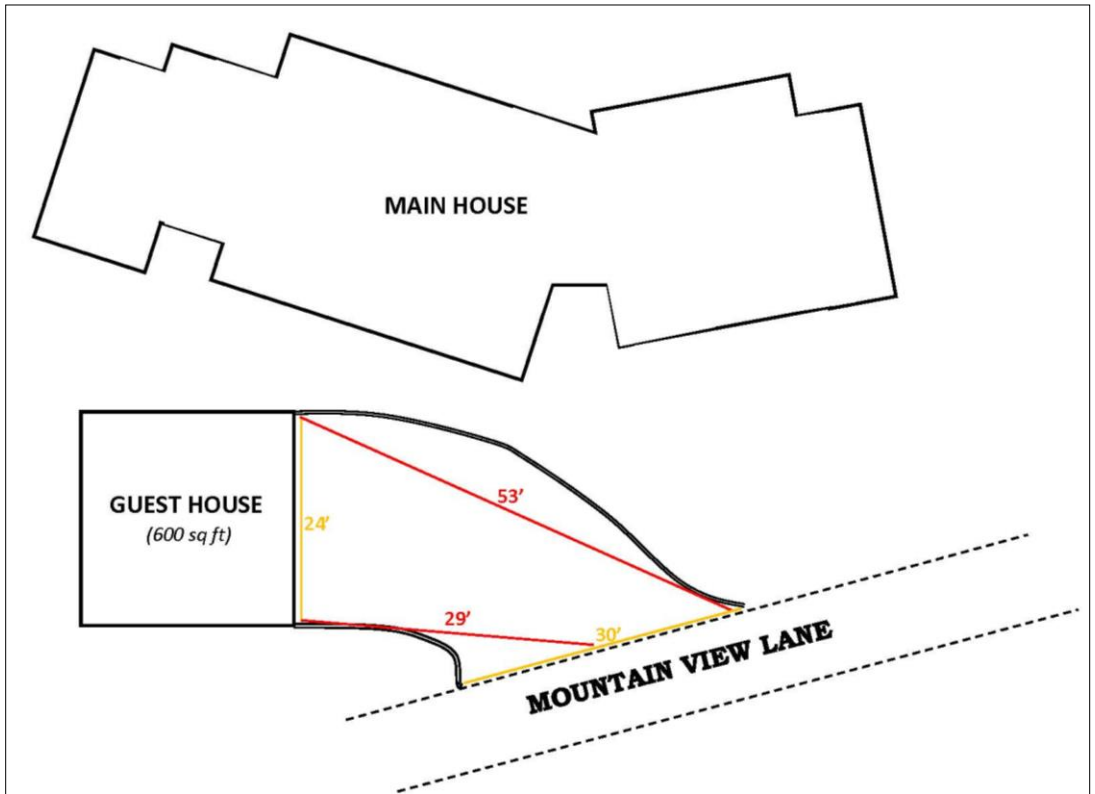 MAIN HOUSE
GUEST HOUSE
(600 sq ft)
24'
53'
29'
30'
MOUNTAIN VIEW LANE